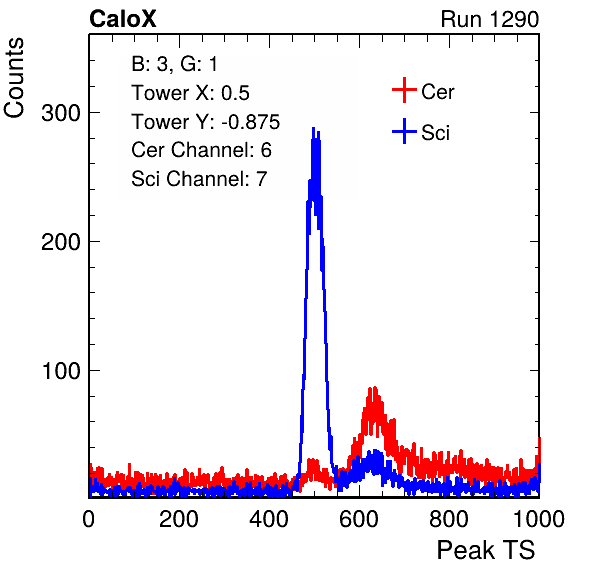 CaloX Run 1290
Counts
B: 3, G: 1
Tower X: 0.5
Tower Y: -0.875
Cer Channel: 6
Sci Channel: 7
Cer
Sci
300
200
100
0 200 400 600 800 1000
Peak TS